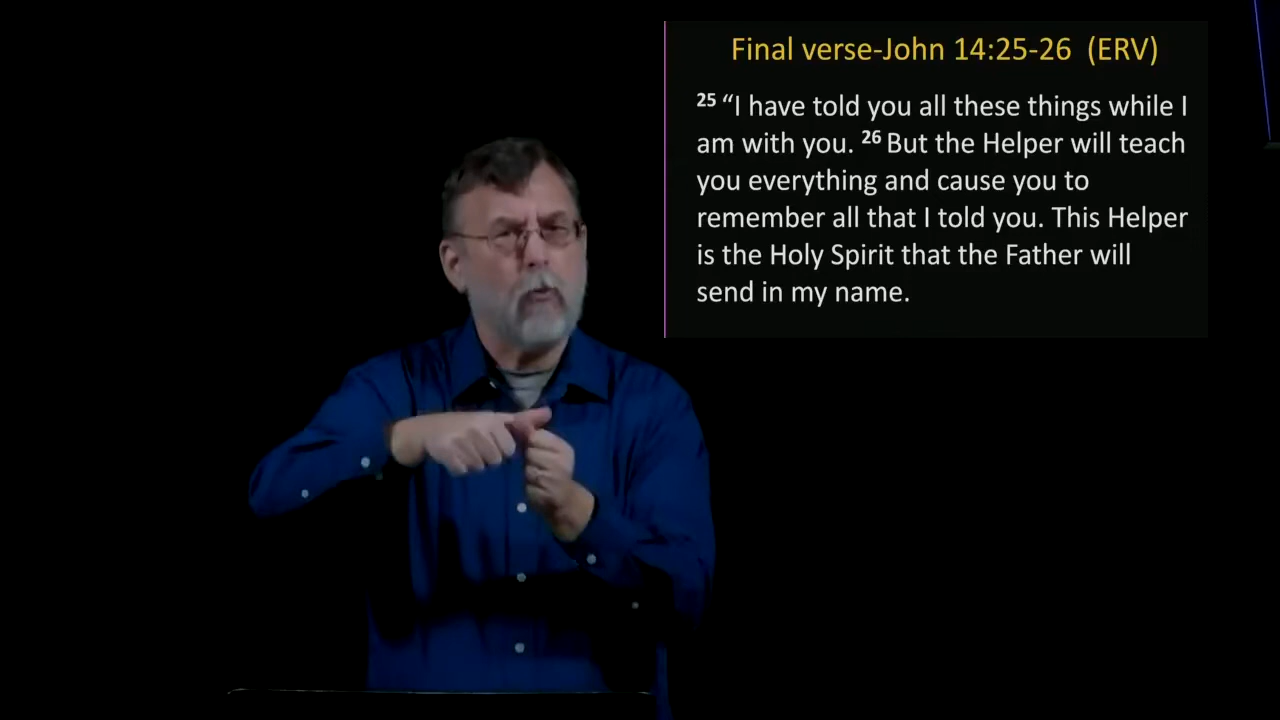 Final verse-John 14:25-26 (ERV)
25 “I have told you all these things while I
am with you. 26 But the Helper will teach
you everything and cause you to
remember all that I told you. This Helper
is the Holy Spirit that the Father will
send in my name.